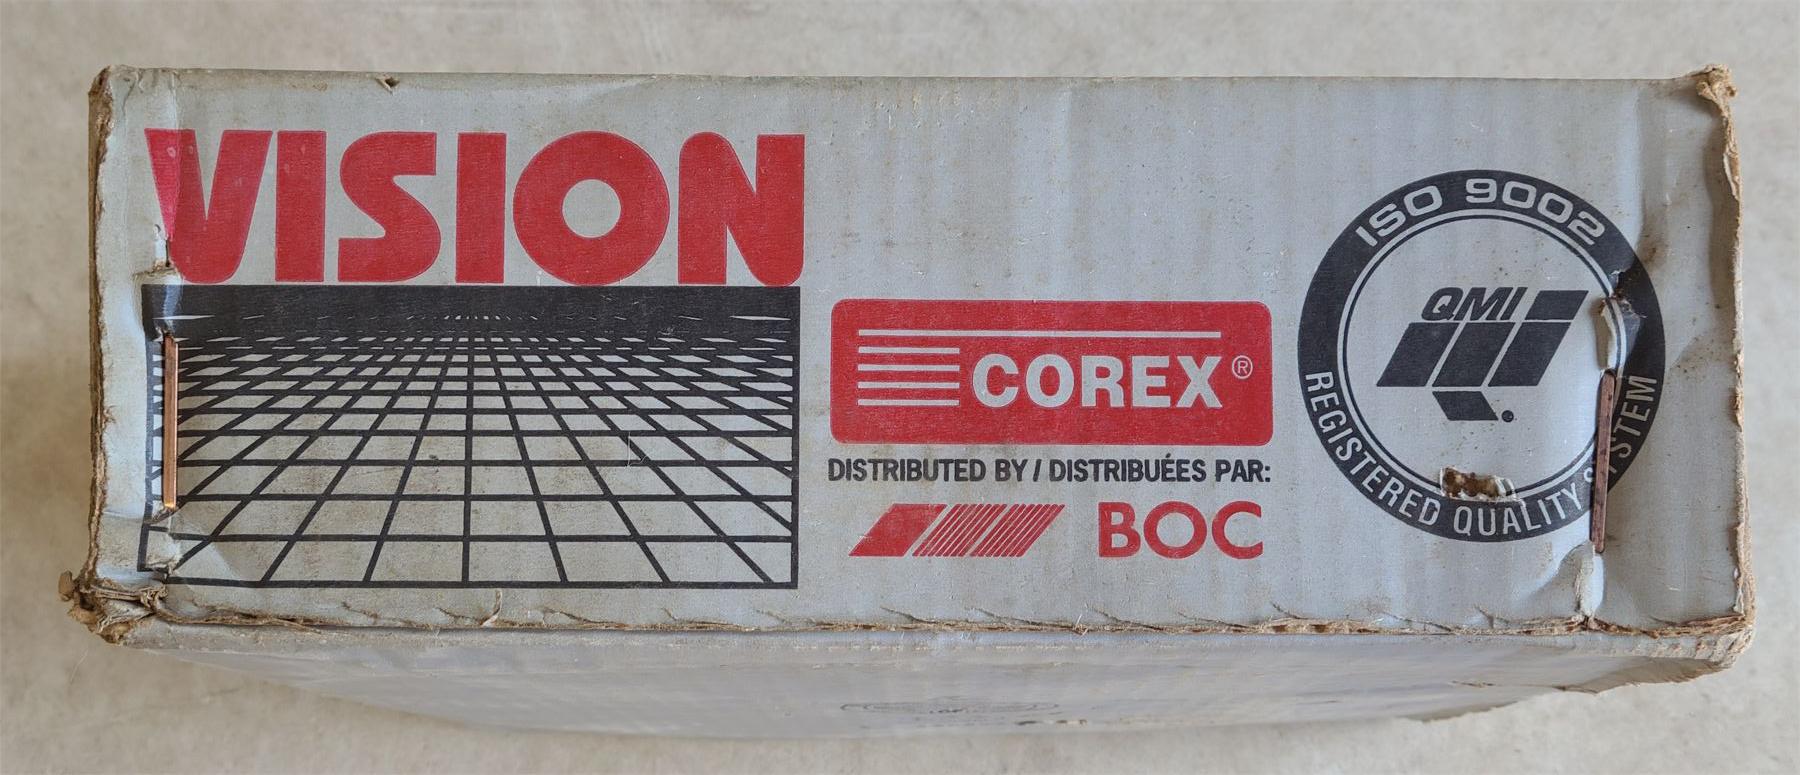 VISION
COREX®
DISTRIBUTED BY / DISTRIBUÉES PAR:
BOC
ISO 9002
QMI
REGISTERED QUALITY SYSTEM